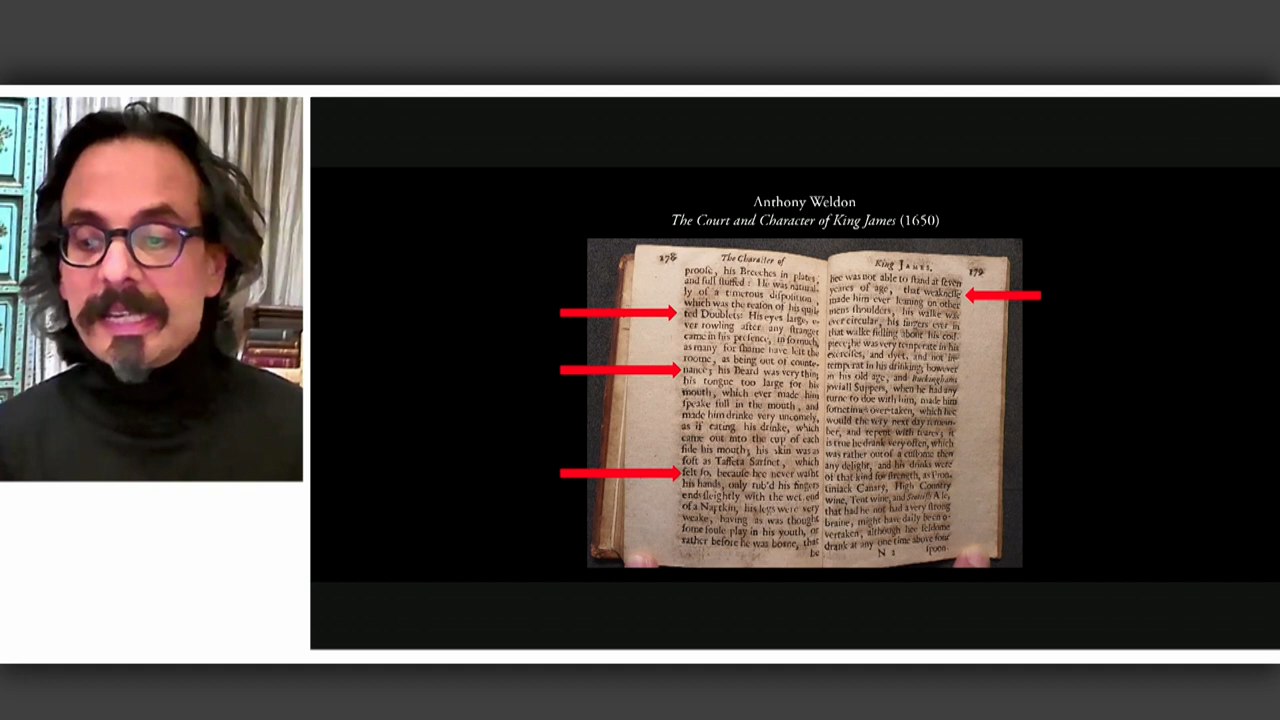 Anthony Weldon
The Court and Character of King James (1650)
178 The Character of
proofe, his Breeches in plates,
and full stuffed: He was natural-
ly of a timerous disposition,
which was the reason of his quil-
ted Doublets: His eyes large, e-
ver rowling after any stranger
came in his presence, in so much,
as many for shame have left the
roome, as being out of counte-
nance; his Beard was very thin;
his tongue too large for his
mouth, which ever made him
speake full in the mouth, and
made him drinke very uncomely,
as if eating his drinke, which
came out into the cup of each
side his mouth; his skin was as
soft as Taffeta Sarsnet, which
felt so, because hee never washt
his hands, only rub'd his fingers
ends sleightly with the wet end
of a Naptkin, his legs were very
weake, having as was thought
some foule play in his youth, or
rather before he was borne, that
he
King JAMES. 179
hee was not able to stand at seven
yeares of age, that weaknesse
made him ever leaning on other
mens shoulders, his walke was
ever circular, his fingers ever in
that walke fidling about his cod-
piece; he was very temperate in his
exercises, and dyet, and not in-
temperat in his drinking; however
in his old age, and Buckinghams
joviall Suppers, when he had any
turne to doe with him, made him
sometimes overtaken, which hee
would the very next day remem-
ber, and repent with teares; it
is true he drank very often, which
was rather out of a custome then
any delight, and his drinks were
of that kind for strength, as Fron-
tiniack Canary, High Country
wine, Tent wine, and Scottish Ale,
that had he not had a very strong
braine, might have daily been o-
vertaken, although hee seldome
drank at any one time above four
N 2 spoon-